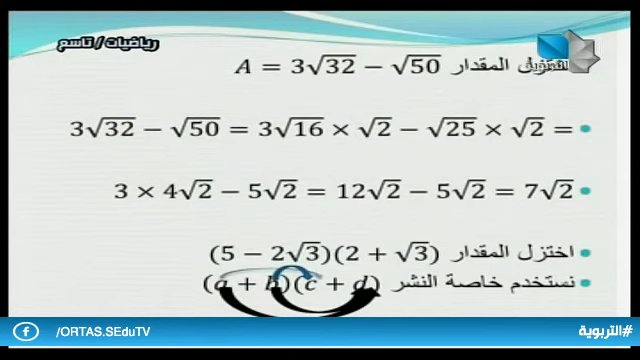 رياضيات/ تاسع
التربوية
اختزل المقدار A = 3√32 − √50
3√32 − √50 = 3√16 × √2 − √25 × √2 =
3 × 4√2 − 5√2 = 12√2 − 5√2 = 7√2
اختزل المقدار (5 − 2√3)(2 + √3)
نستخدم خاصة النشر (a + b)(c + d)
/ORTAS.SEduTV
#التربوية